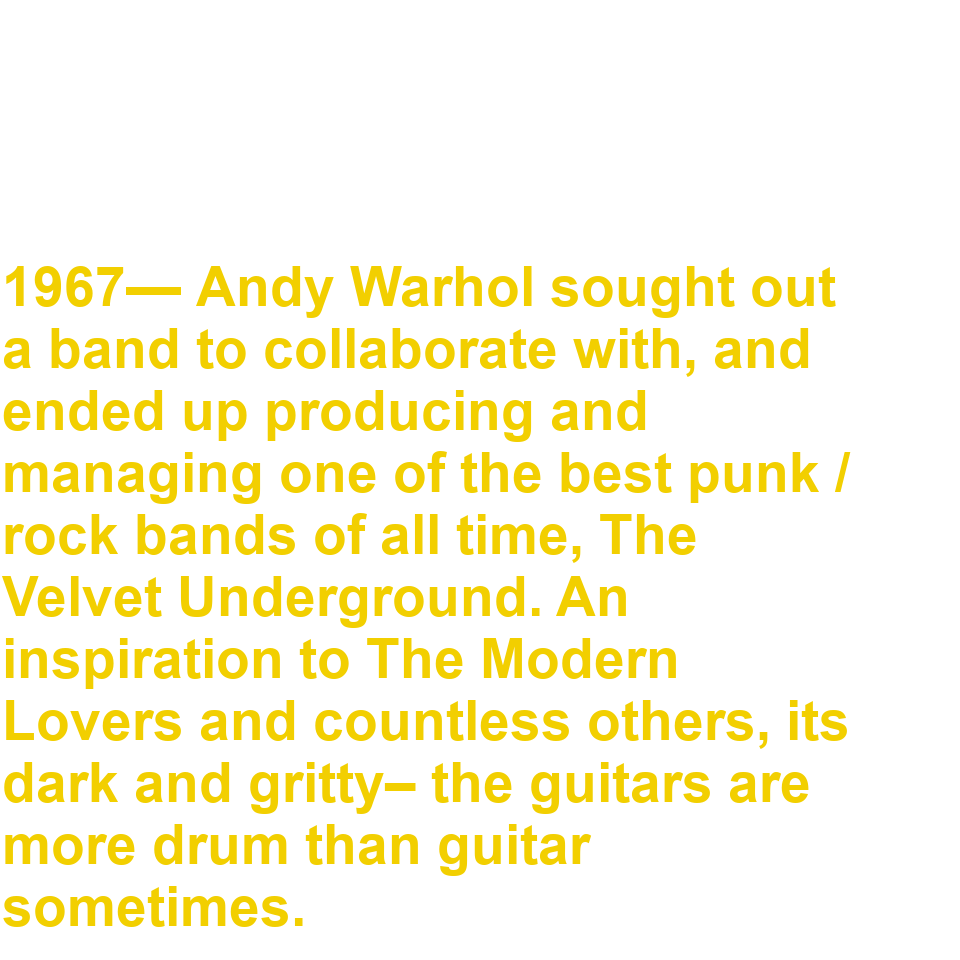 1967— Andy Warhol sought out
a band to collaborate with, and
ended up producing and
managing one of the best punk /
rock bands of all time, The
Velvet Underground. An
inspiration to The Modern
Lovers and countless others, its
dark and gritty– the guitars are
more drum than guitar
sometimes.